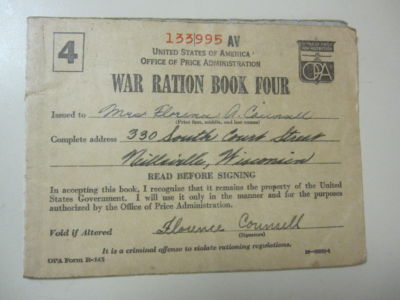 133995 AV
4
UNITED STATES OF AMERICA
OFFICE OF PRICE ADMINISTRATION
OPA
WAR RATION BOOK FOUR
Issued to Mrs Florence A. Counsell
(Print first, middle, and last names)
Complete address 330 South Court Street
Neillsville, Wisconsin
READ BEFORE SIGNING
In accepting this book, I recognize that it remains the property of the United
States Government. I will use it only in the manner and for the purposes
authorized by the Office of Price Administration.
Void if Altered Florence Counsell
(Signature)
It is a criminal offense to violate rationing regulations.
OPA Form R-145